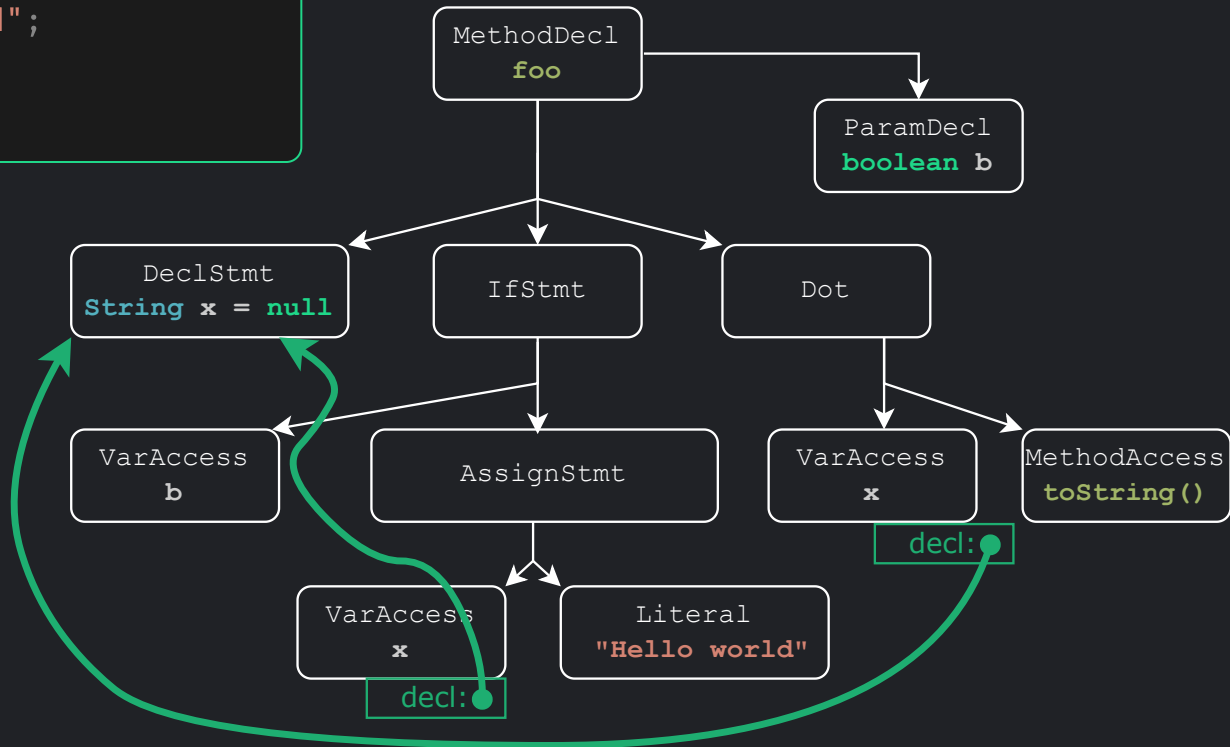 ";
MethodDecl
foo
ParamDecl
boolean b
DeclStmt
String x = null
IfStmt
Dot
VarAccess
b
AssignStmt
VarAccess
x
MethodAccess
toString()
decl:
VarAccess
x
Literal
"Hello world"
decl: